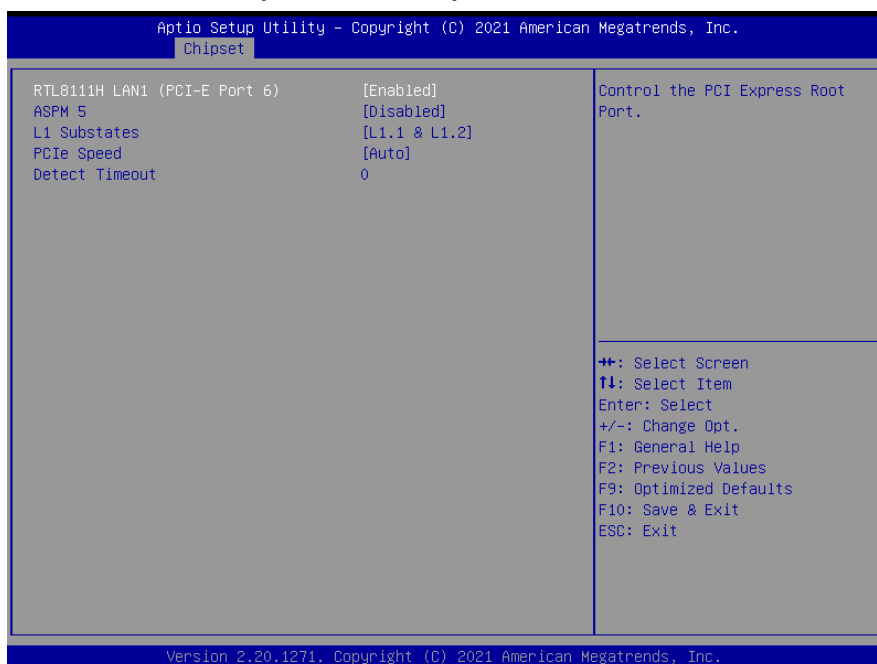 Aptio Setup Utility – Copyright (C) 2021 American Megatrends, Inc.
Chipset
RTL8111H LAN1 (PCI-E Port 6) [Enabled]
ASPM 5 [Disabled]
L1 Substates [L1.1 & L1.2]
PCIe Speed [Auto]
Detect Timeout 0
Control the PCI Express Root
Port.
→←: Select Screen
↑↓: Select Item
Enter: Select
+/-: Change Opt.
F1: General Help
F2: Previous Values
F9: Optimized Defaults
F10: Save & Exit
ESC: Exit
Version 2.20.1271. Copyright (C) 2021 American Megatrends, Inc.